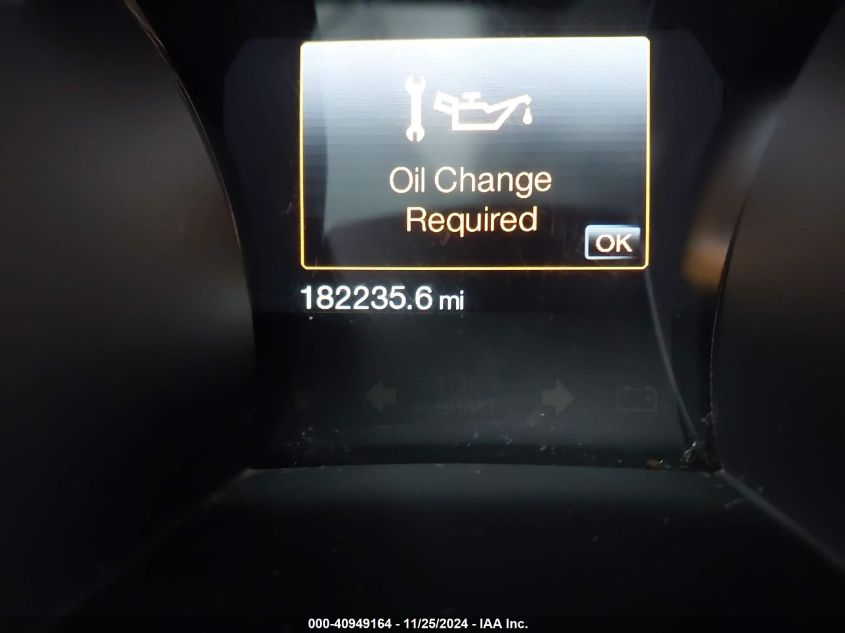 Oil Change
Required
OK
182235.6 mi
000-40949164 - 11/25/2024 - IAA Inc.